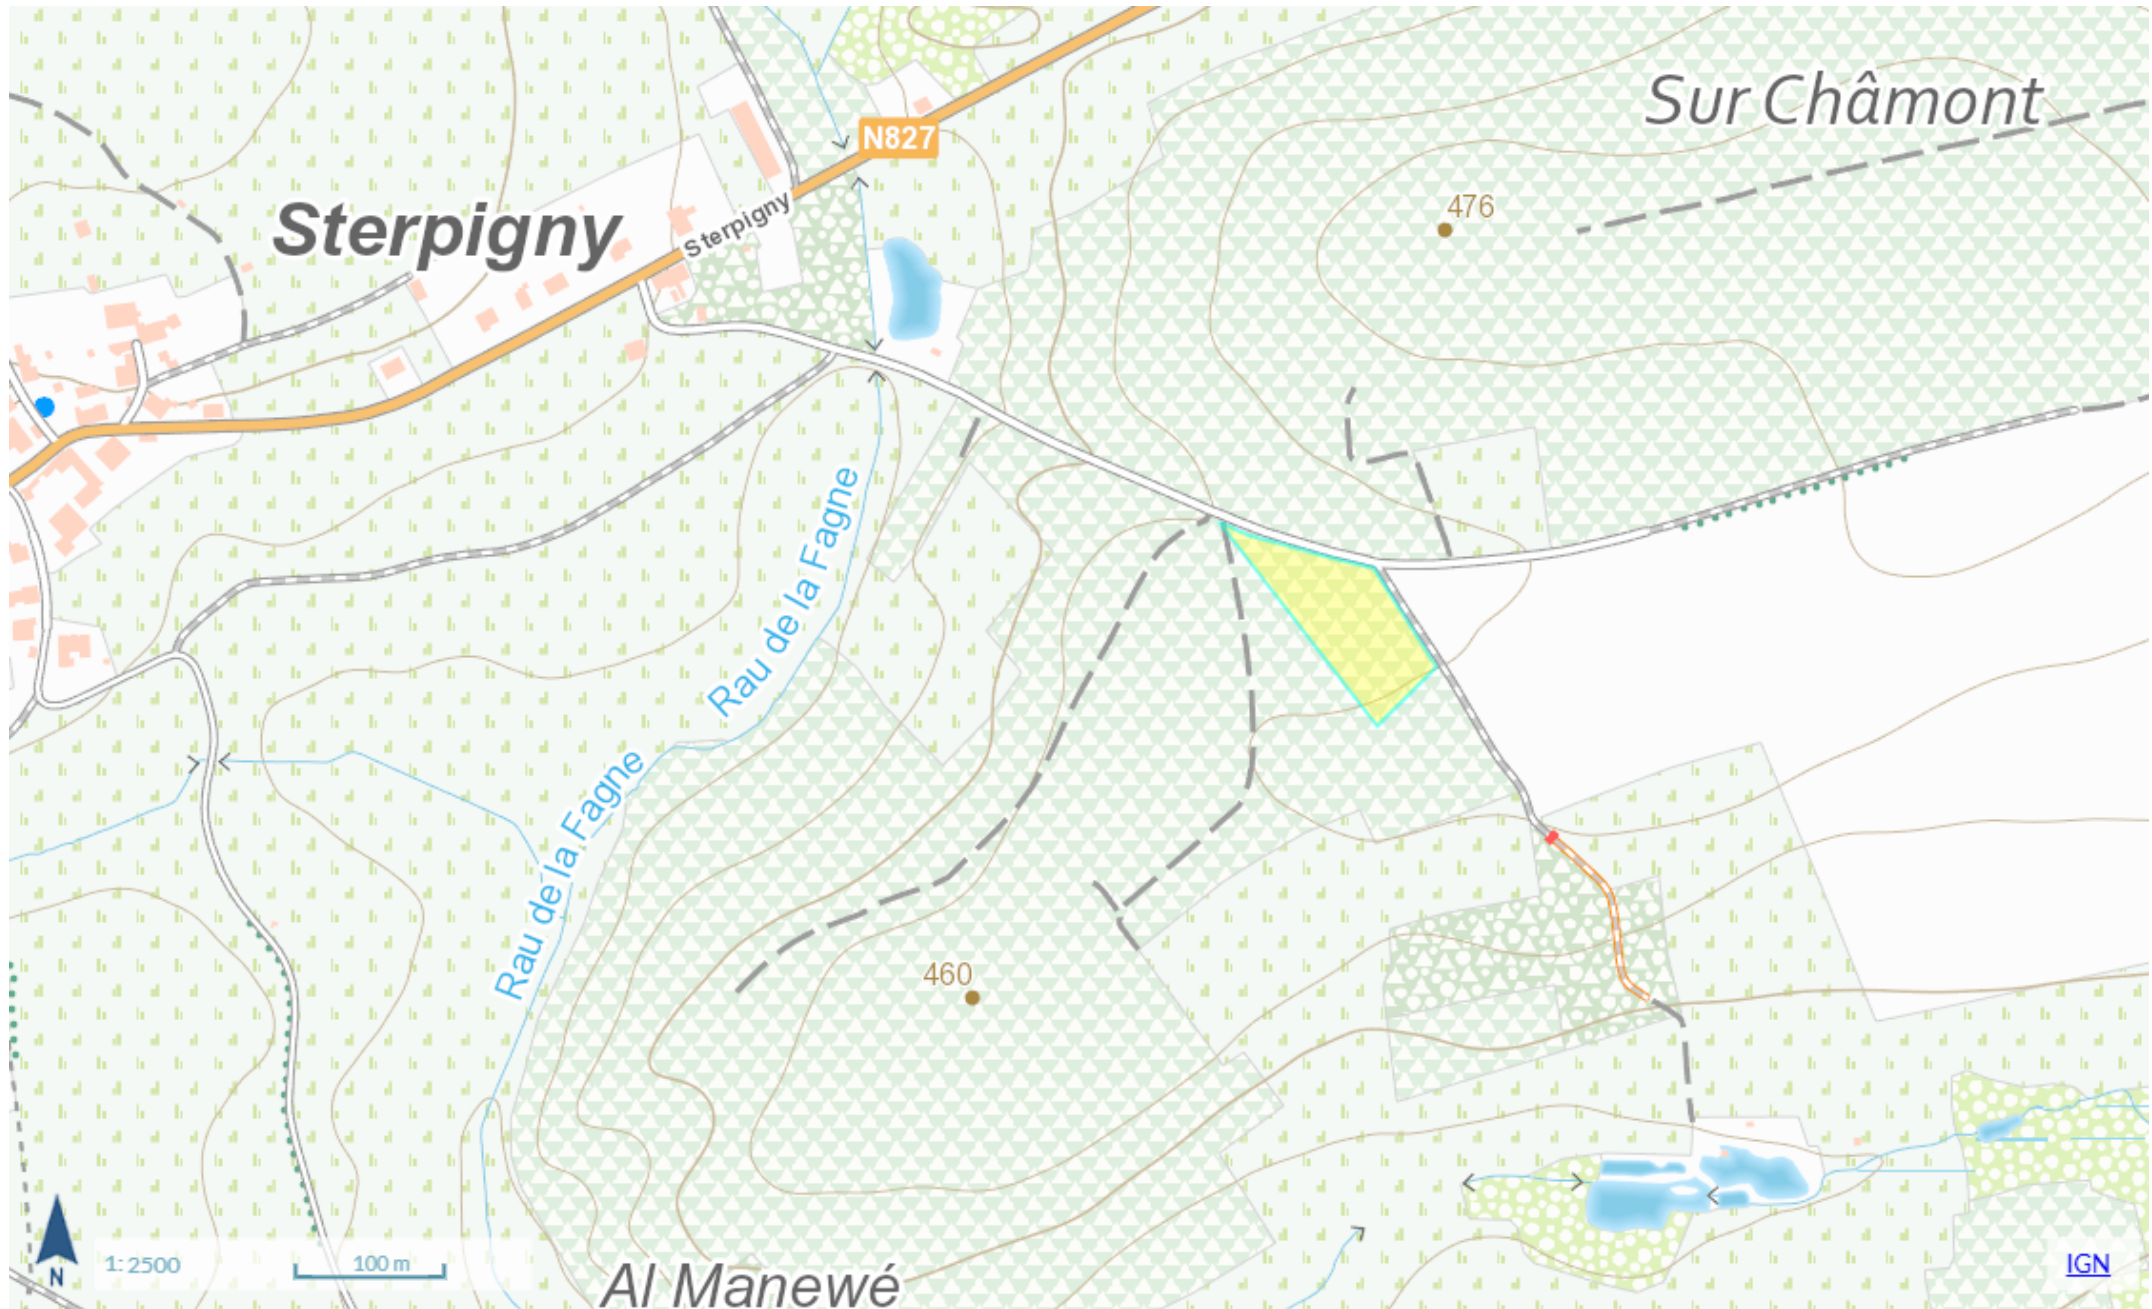 Sur Châmont
N827
476
Sterpigny
Sterpigny
Rau de la Fagne
Rau de la Fagne
460
1:2500
100 m
N
IGN
Al Manewé